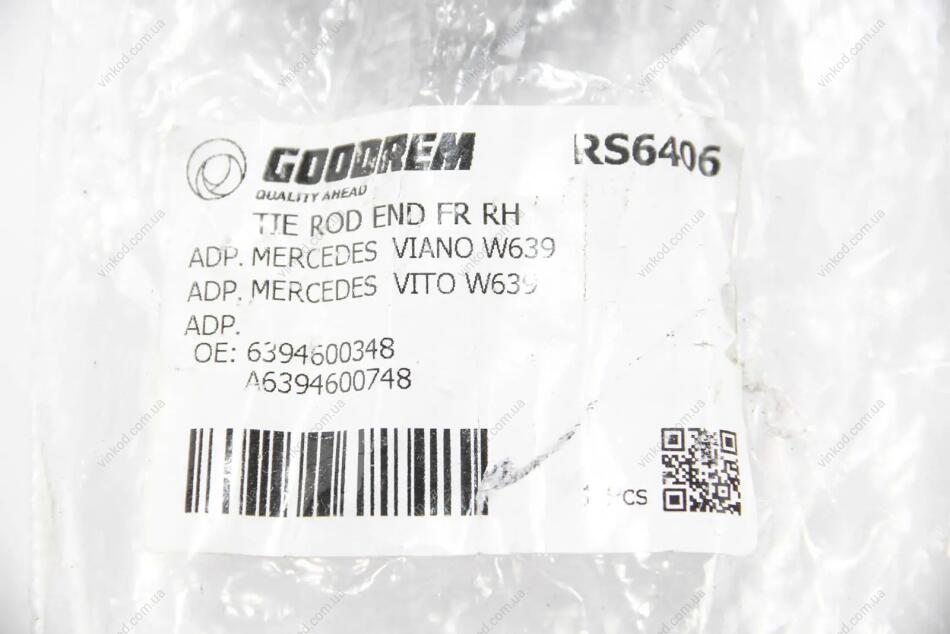 GOODREM
QUALITY AHEAD
RS6406
TIE ROD END FR RH
ADP. MERCEDES VIANO W639
ADP. MERCEDES VITO W639
ADP.
OE: 6394600348
A6394600748
1 PCS
vinkod.com.ua